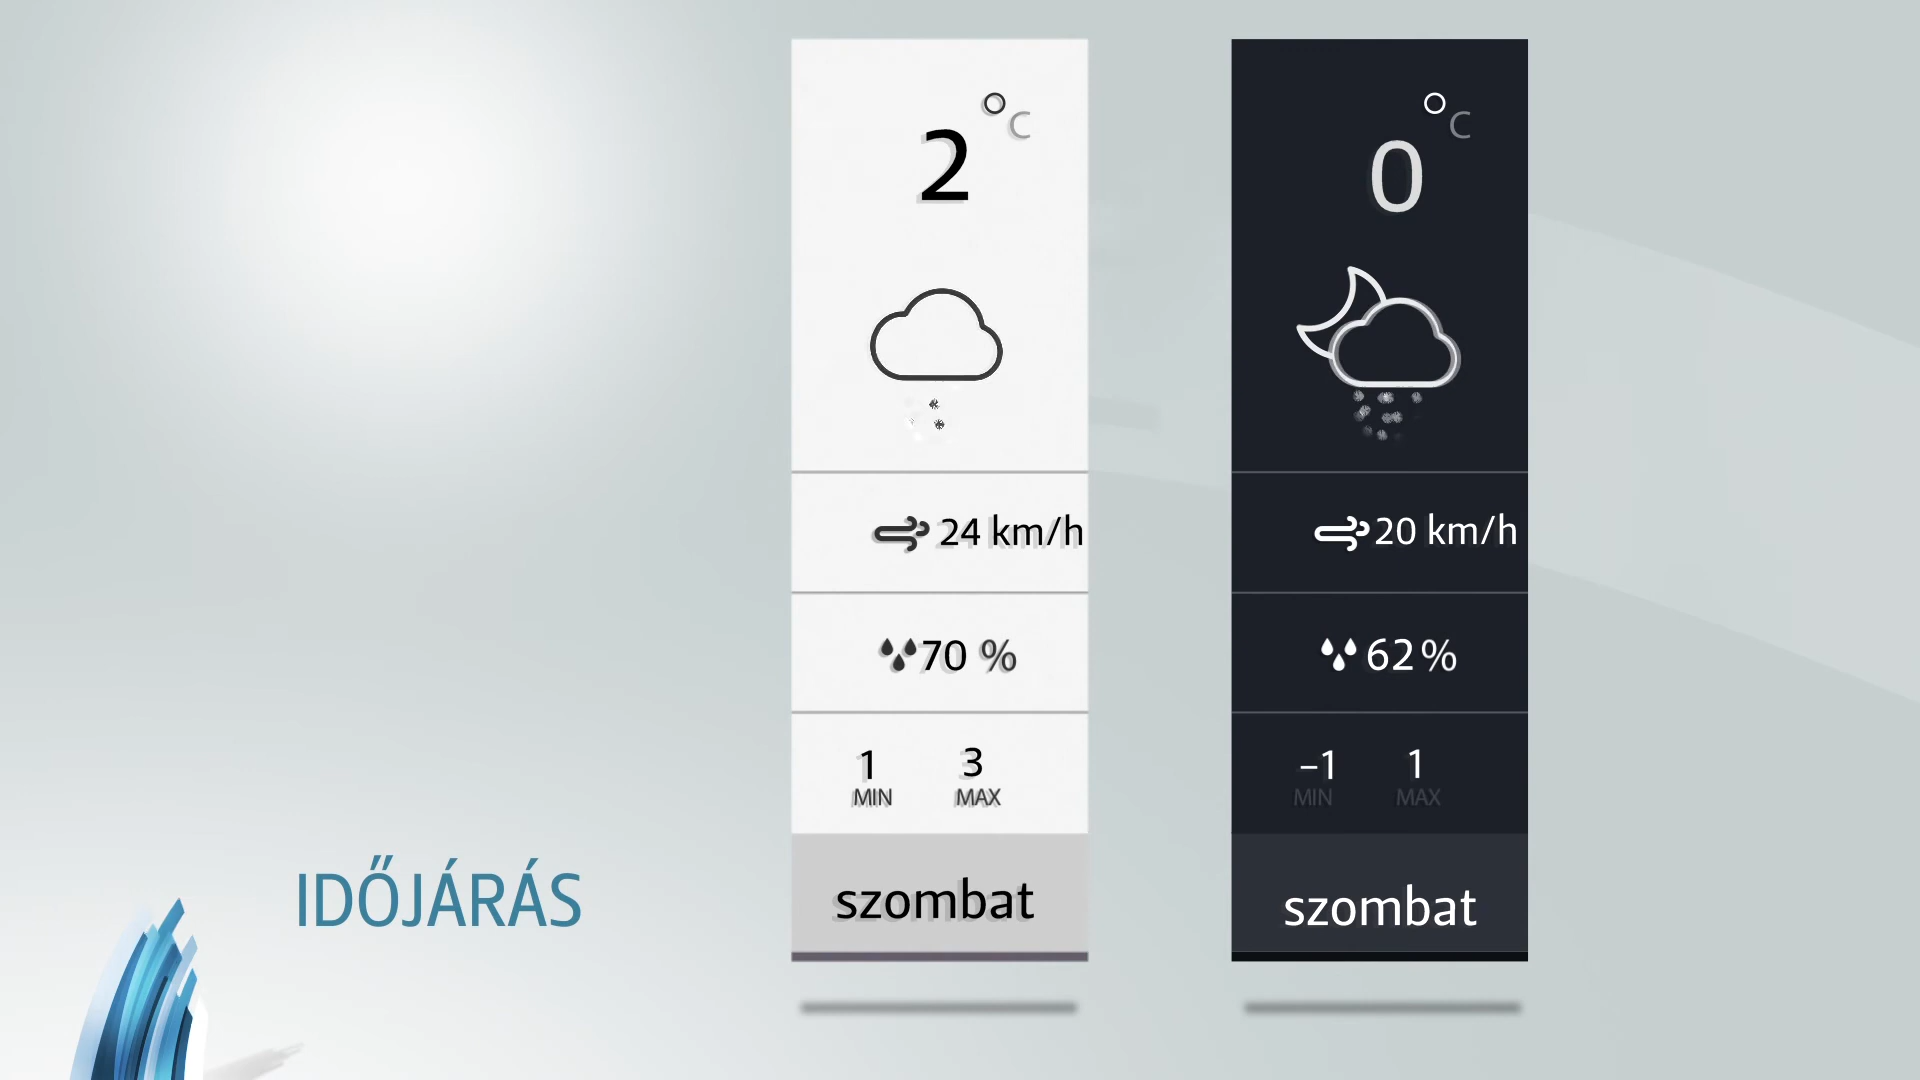 °C
2
24 km/h
70 %
1 3
MIN MAX
szombat
°C
0
20 km/h
62%
–1 1
MIN MAX
szombat
IDŐJÁRÁS